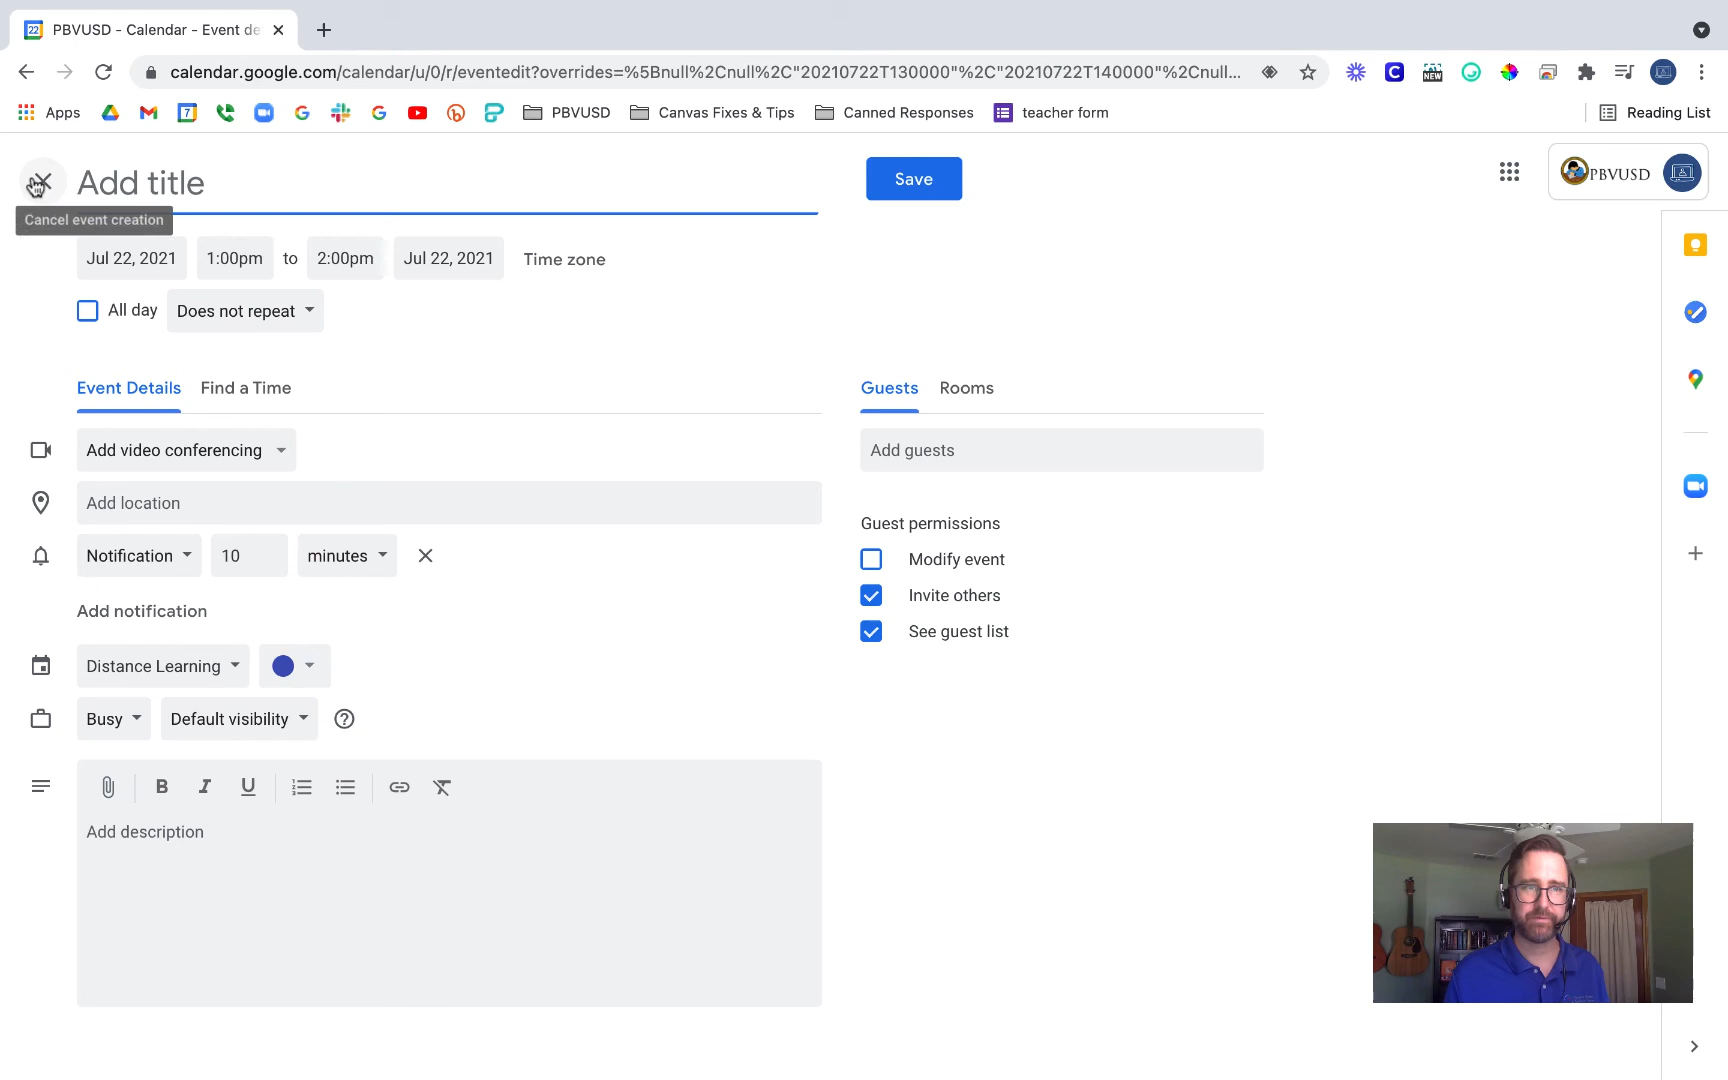 PBVUSD - Calendar - Event de
calendar.google.com/calendar/u/0/r/eventedit?overrides=%5Bnull%2Cnull%2C"20210722T130000"%2C"20210722T140000"%2Cnull...
Apps
7
PBVUSD
Canvas Fixes & Tips
Canned Responses
teacher form
Reading List
Add title
Save
PBVUSD
Cancel event creation
Jul 22, 2021 1:00pm to 2:00pm Jul 22, 2021 Time zone
All day Does not repeat
Event Details Find a Time
Guests Rooms
Add video conferencing
Add guests
Add location
Notification 10 minutes
Add notification
Guest permissions
Modify event
Invite others
See guest list
Distance Learning
Busy Default visibility
B I U
Add description